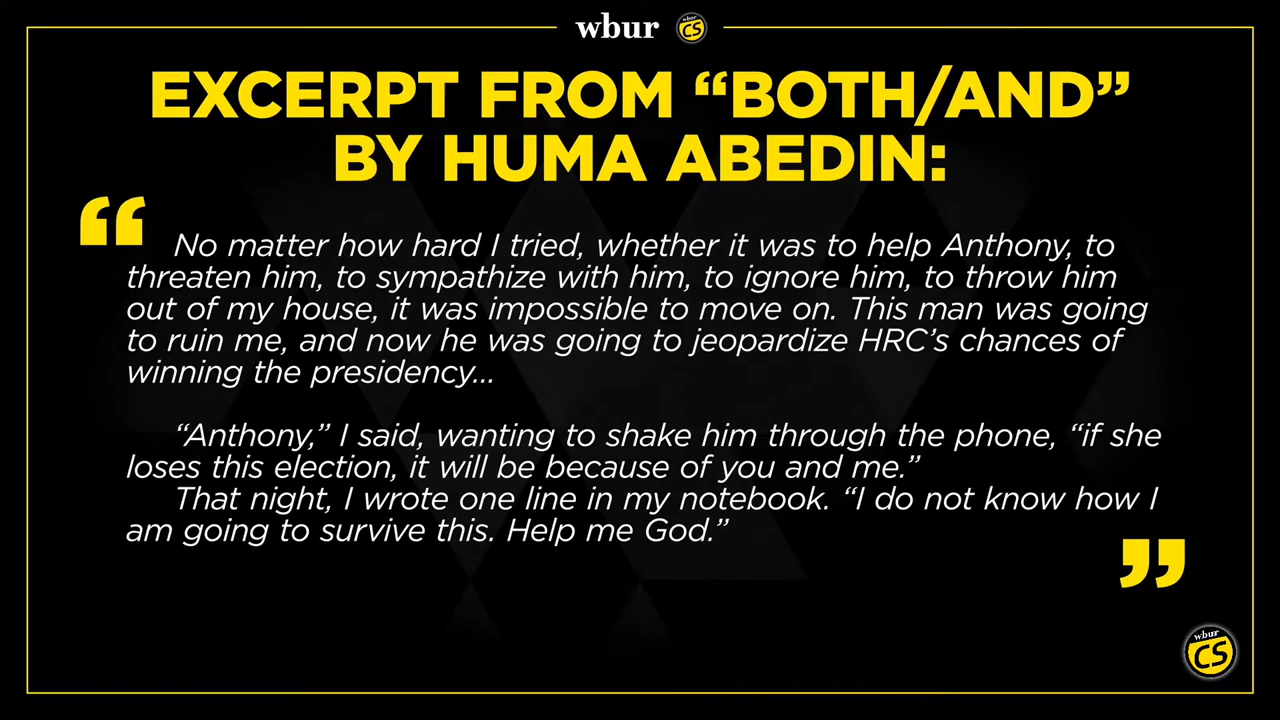 wbur wbur CS
EXCERPT FROM “BOTH/AND”
BY HUMA ABEDIN:
“ No matter how hard I tried, whether it was to help Anthony, to
threaten him, to sympathize with him, to ignore him, to throw him
out of my house, it was impossible to move on. This man was going
to ruin me, and now he was going to jeopardize HRC’s chances of
winning the presidency...
“Anthony,” I said, wanting to shake him through the phone, “if she
loses this election, it will be because of you and me.”
That night, I wrote one line in my notebook. “I do not know how I
am going to survive this. Help me God.”
”
wbur
CS